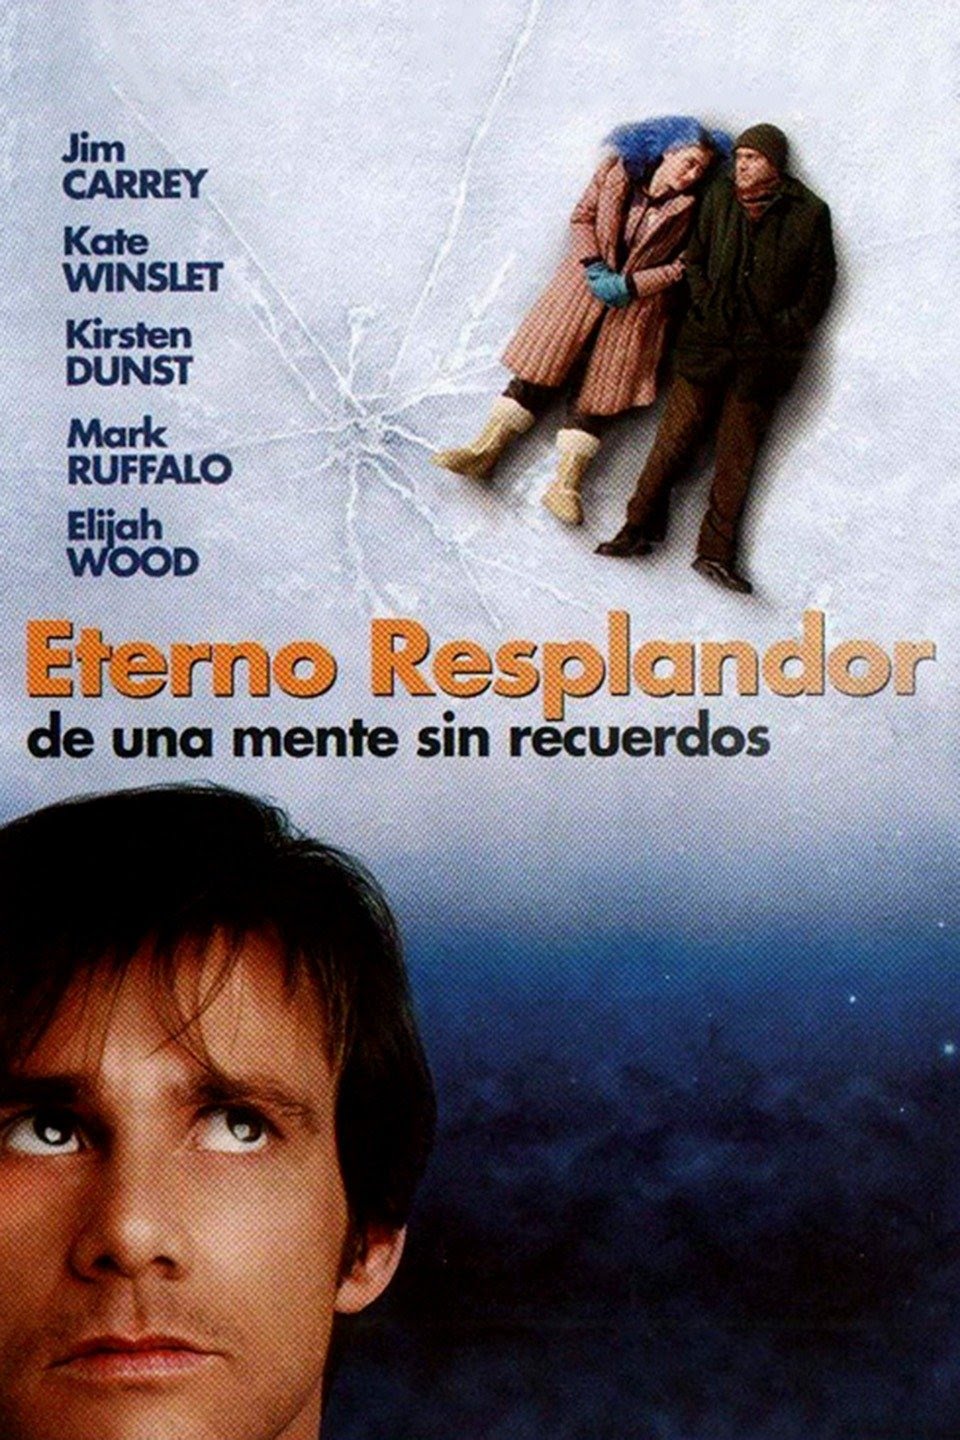 Jim
CARREY
Kate
WINSLET
Kirsten
DUNST
Mark
RUFFALO
Elijah
WOOD
Eterno Resplandor
de una mente sin recuerdos